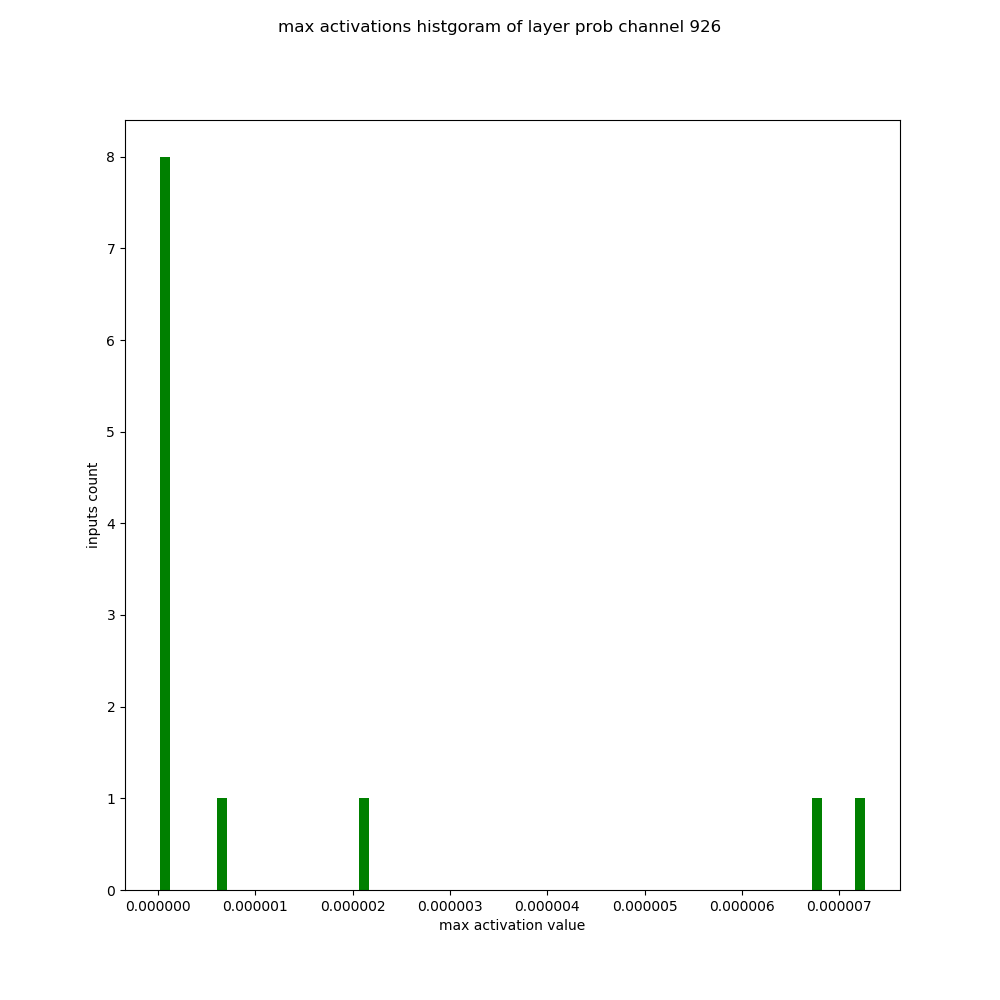 max activations histgoram of layer prob channel 926
8
7
6
5
4
3
2
1
0
inputs count
0.000000 0.000001 0.000002 0.000003 0.000004 0.000005 0.000006 0.000007
max activation value